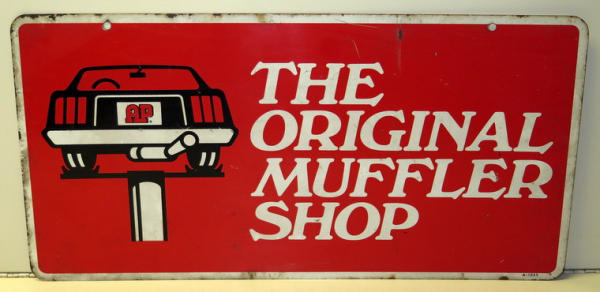 AP
THE
ORIGINAL
MUFFLER
SHOP